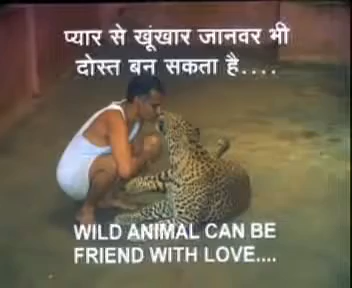 प्यार से खूंखार जानवर भी
दोस्त बन सकता है....
WILD ANIMAL CAN BE
FRIEND WITH LOVE....